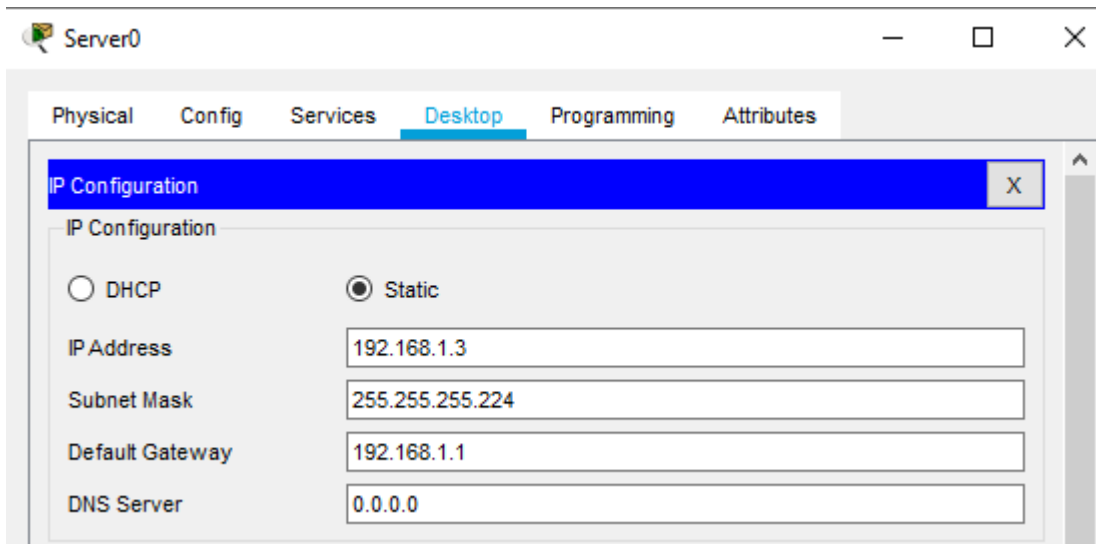 Server0
Physical Config Services Desktop Programming Attributes
IP Configuration X
IP Configuration
DHCP Static
IP Address 192.168.1.3
Subnet Mask 255.255.255.224
Default Gateway 192.168.1.1
DNS Server 0.0.0.0